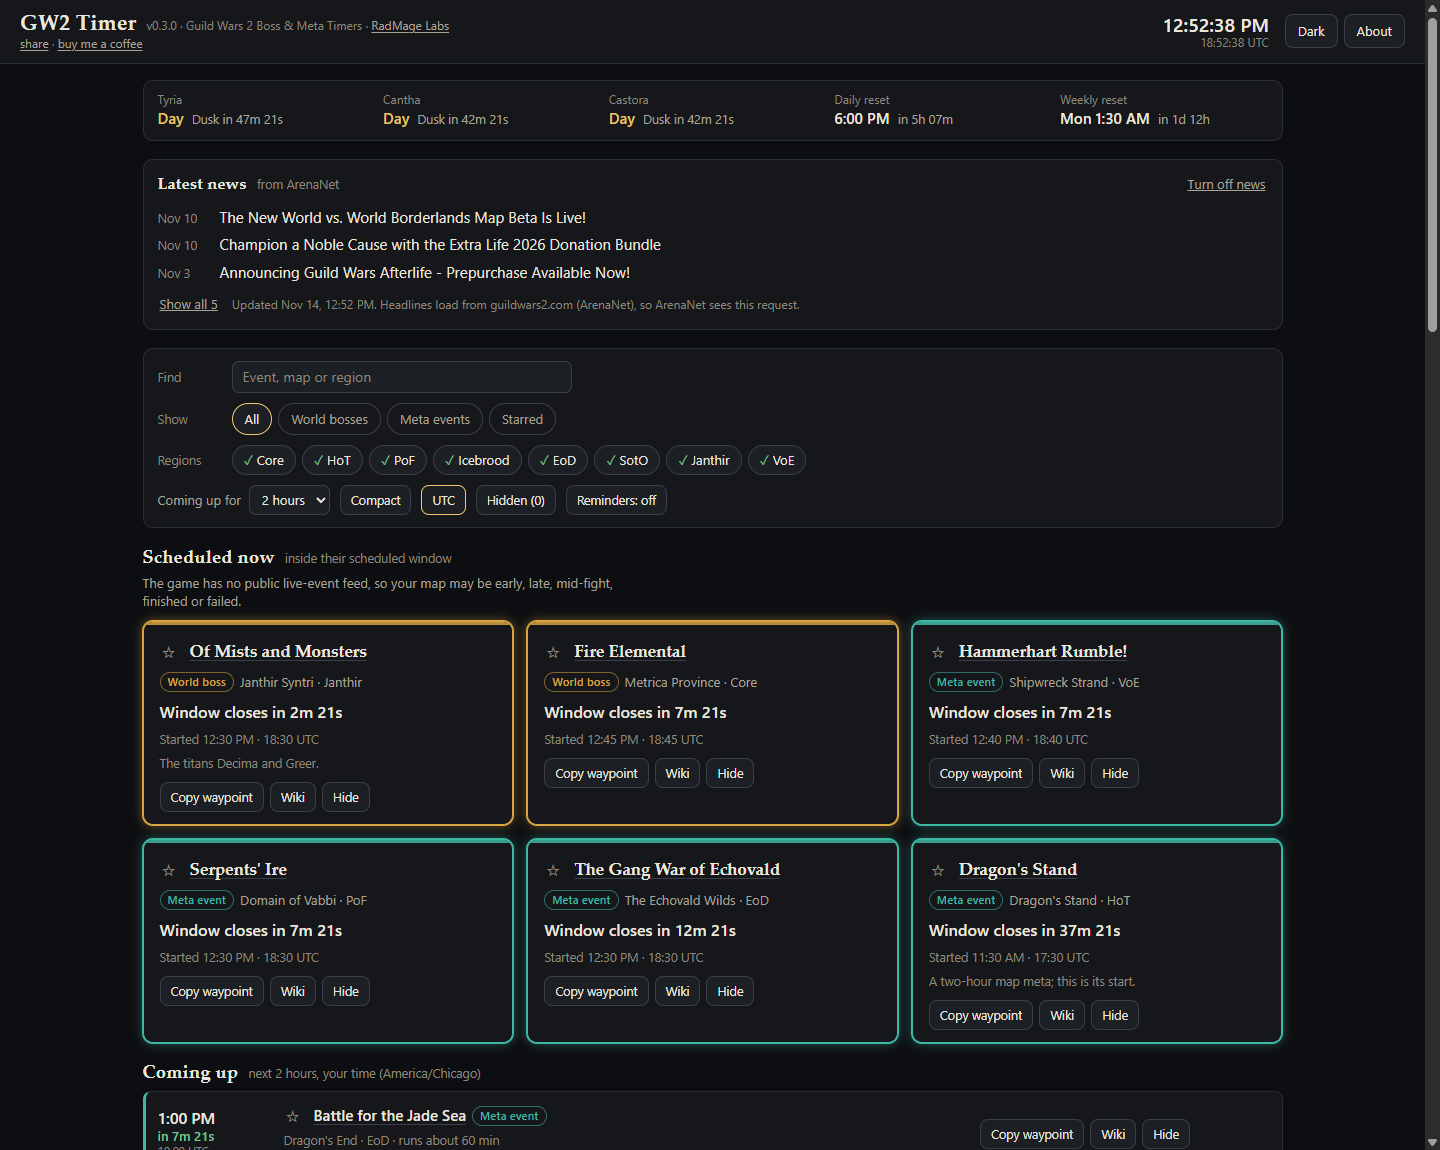 GW2 Timer v0.3.0 · Guild Wars 2 Boss & Meta Timers · RadMage Labs
share · buy me a coffee
12:52:38 PM
18:52:38 UTC
Dark
About
Tyria
Day Dusk in 47m 21s
Cantha
Day Dusk in 42m 21s
Castora
Day Dusk in 42m 21s
Daily reset
6:00 PM in 5h 07m
Weekly reset
Mon 1:30 AM in 1d 12h
Latest news from ArenaNet
Turn off news
Nov 10 The New World vs. World Borderlands Map Beta Is Live!
Nov 10 Champion a Noble Cause with the Extra Life 2026 Donation Bundle
Nov 3 Announcing Guild Wars Afterlife - Prepurchase Available Now!
Show all 5 Updated Nov 14, 12:52 PM. Headlines load from guildwars2.com (ArenaNet), so ArenaNet sees this request.
Find Event, map or region
Show All World bosses Meta events Starred
Regions ✓ Core ✓ HoT ✓ PoF ✓ Icebrood ✓ EoD ✓ SotO ✓ Janthir ✓ VoE
Coming up for 2 hours Compact UTC Hidden (0) Reminders: off
Scheduled now inside their scheduled window
The game has no public live-event feed, so your map may be early, late, mid-fight,
finished or failed.
☆ Of Mists and Monsters
World boss Janthir Syntri · Janthir
Window closes in 2m 21s
Started 12:30 PM · 18:30 UTC
The titans Decima and Greer.
Copy waypoint Wiki Hide
☆ Fire Elemental
World boss Metrica Province · Core
Window closes in 7m 21s
Started 12:45 PM · 18:45 UTC
Copy waypoint Wiki Hide
☆ Hammerhart Rumble!
Meta event Shipwreck Strand · VoE
Window closes in 7m 21s
Started 12:40 PM · 18:40 UTC
Copy waypoint Wiki Hide
☆ Serpents' Ire
Meta event Domain of Vabbi · PoF
Window closes in 7m 21s
Started 12:30 PM · 18:30 UTC
Copy waypoint Wiki Hide
☆ The Gang War of Echovald
Meta event The Echovald Wilds · EoD
Window closes in 12m 21s
Started 12:30 PM · 18:30 UTC
Copy waypoint Wiki Hide
☆ Dragon's Stand
Meta event Dragon's Stand · HoT
Window closes in 37m 21s
Started 11:30 AM · 17:30 UTC
A two-hour map meta; this is its start.
Copy waypoint Wiki Hide
Coming up next 2 hours, your time (America/Chicago)
1:00 PM
in 7m 21s
☆ Battle for the Jade Sea Meta event
Dragon's End · EoD · runs about 60 min
Copy waypoint Wiki Hide